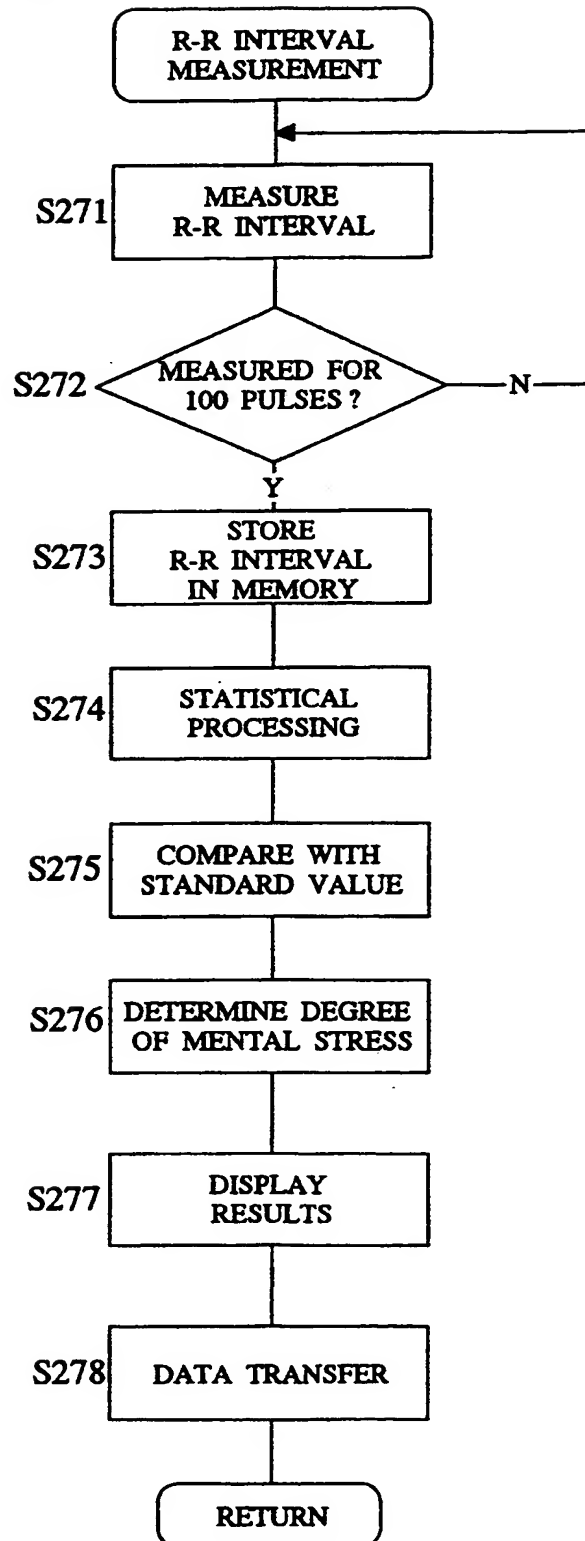 R-R INTERVAL
MEASUREMENT
S271
MEASURE
R-R INTERVAL
S272
MEASURED FOR
100 PULSES ?
N
Y
S273
STORE
R-R INTERVAL
IN MEMORY
S274
STATISTICAL
PROCESSING
S275
COMPARE WITH
STANDARD VALUE
S276
DETERMINE DEGREE
OF MENTAL STRESS
S277
DISPLAY
RESULTS
S278
DATA TRANSFER
RETURN